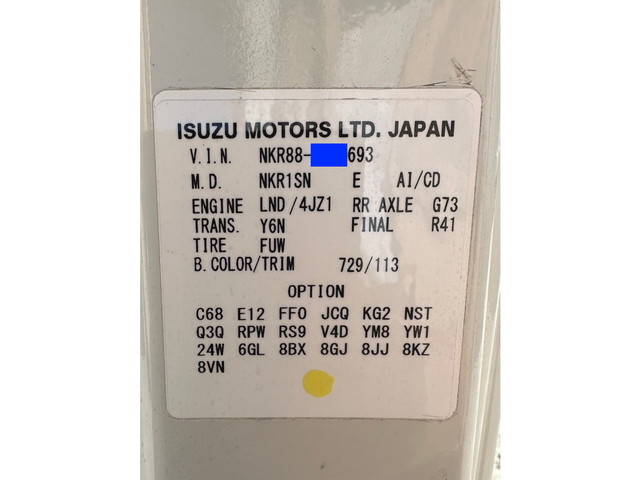 ISUZU MOTORS LTD. JAPAN
V.I.N. NKR88-693
M.D. NKR1SN E AI/CD
ENGINE LND/4JZ1 RR AXLE G73
TRANS. Y6N FINAL R41
TIRE FUW
B.COLOR/TRIM 729/113
OPTION
C68 E12 FF0 JCQ KG2 NST
Q3Q RPW RS9 V4D YM8 YW1
24W 6GL 8BX 8GJ 8JJ 8KZ
8VN